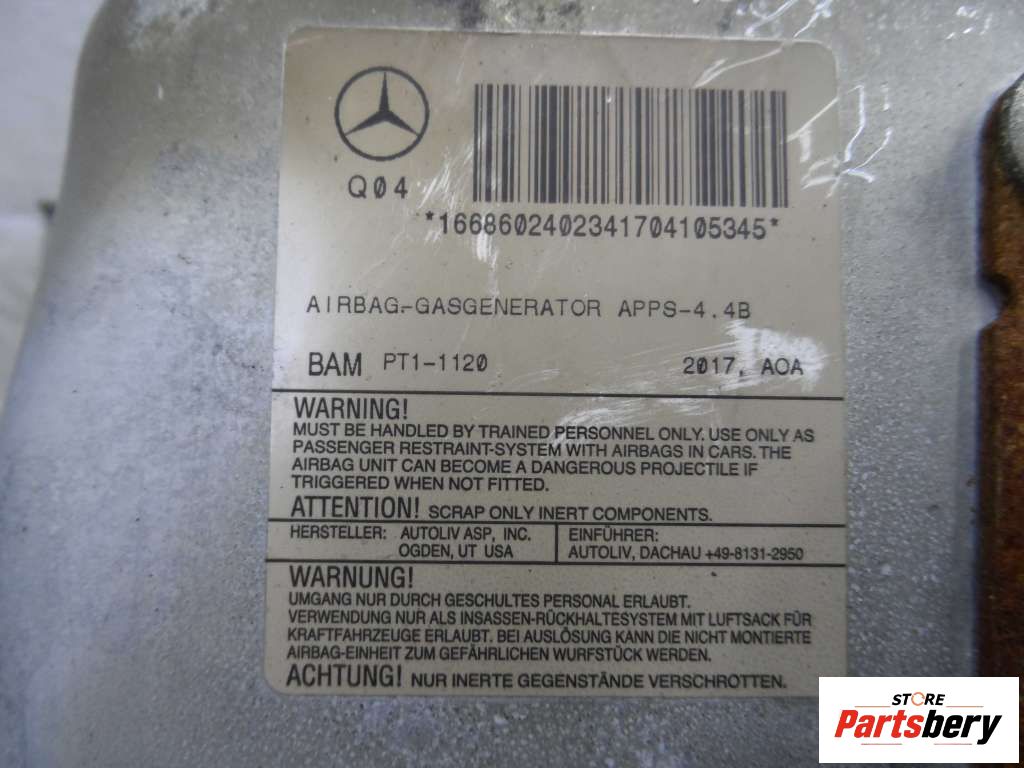 Q04
*1668602402341704105345*
AIRBAG-GASGENERATOR APPS-4.4B
BAM PT1-1120 2017, AOA
WARNING!
MUST BE HANDLED BY TRAINED PERSONNEL ONLY. USE ONLY AS
PASSENGER RESTRAINT-SYSTEM WITH AIRBAGS IN CARS. THE
AIRBAG UNIT CAN BECOME A DANGEROUS PROJECTILE IF
TRIGGERED WHEN NOT FITTED.
ATTENTION! SCRAP ONLY INERT COMPONENTS.
HERSTELLER: AUTOLIV ASP, INC. EINFÜHRER:
OGDEN, UT USA AUTOLIV, DACHAU +49-8131-2950
WARNUNG!
UMGANG NUR DURCH GESCHULTES PERSONAL ERLAUBT.
VERWENDUNG NUR ALS INSASSEN-RÜCKHALTESYSTEM MIT LUFTSACK FÜR
KRAFTFAHRZEUGE ERLAUBT. BEI AUSLÖSUNG KANN DIE NICHT MONTIERTE
AIRBAG-EINHEIT ZUM GEFÄHRLICHEN WURFSTÜCK WERDEN.
ACHTUNG! NUR INERTE GEGENSTÄNDE VERSCHROTTEN.
STORE
Partsbery